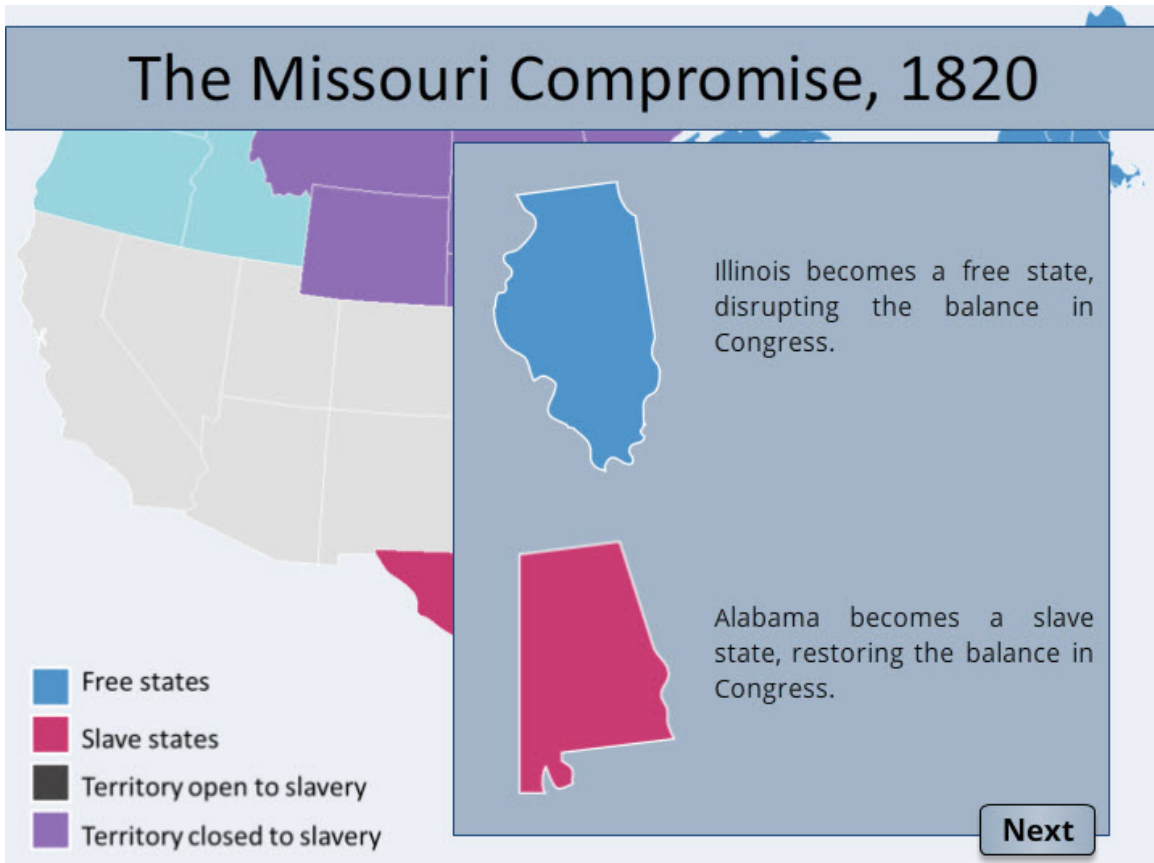 The Missouri Compromise, 1820
Illinois becomes a free state,
disrupting the balance in
Congress.
Alabama becomes a slave
state, restoring the balance in
Congress.
Free states
Slave states
Territory open to slavery
Territory closed to slavery
Next